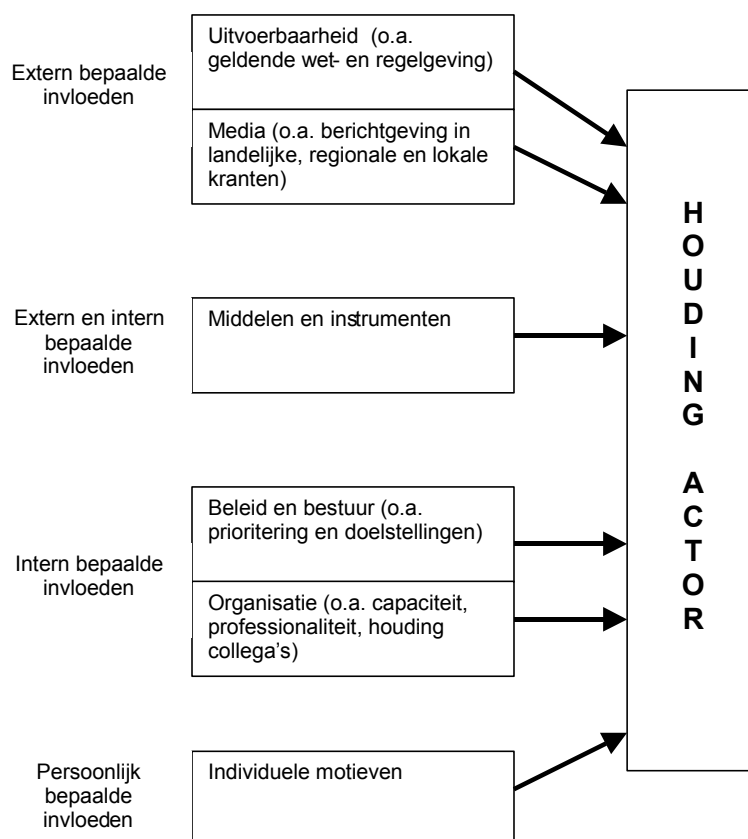 Extern bepaalde
invloeden
Uitvoerbaarheid (o.a.
geldende wet- en regelgeving)
Media (o.a. berichtgeving in
landelijke, regionale en lokale
kranten)
Extern en intern
bepaalde
invloeden
Middelen en instrumenten
Intern bepaalde
invloeden
Beleid en bestuur (o.a.
prioritering en doelstellingen)
Organisatie (o.a. capaciteit,
professionaliteit, houding
collega's)
Persoonlijk
bepaalde
invloeden
Individuele motieven
H
O
U
D
I
N
G
A
C
T
O
R